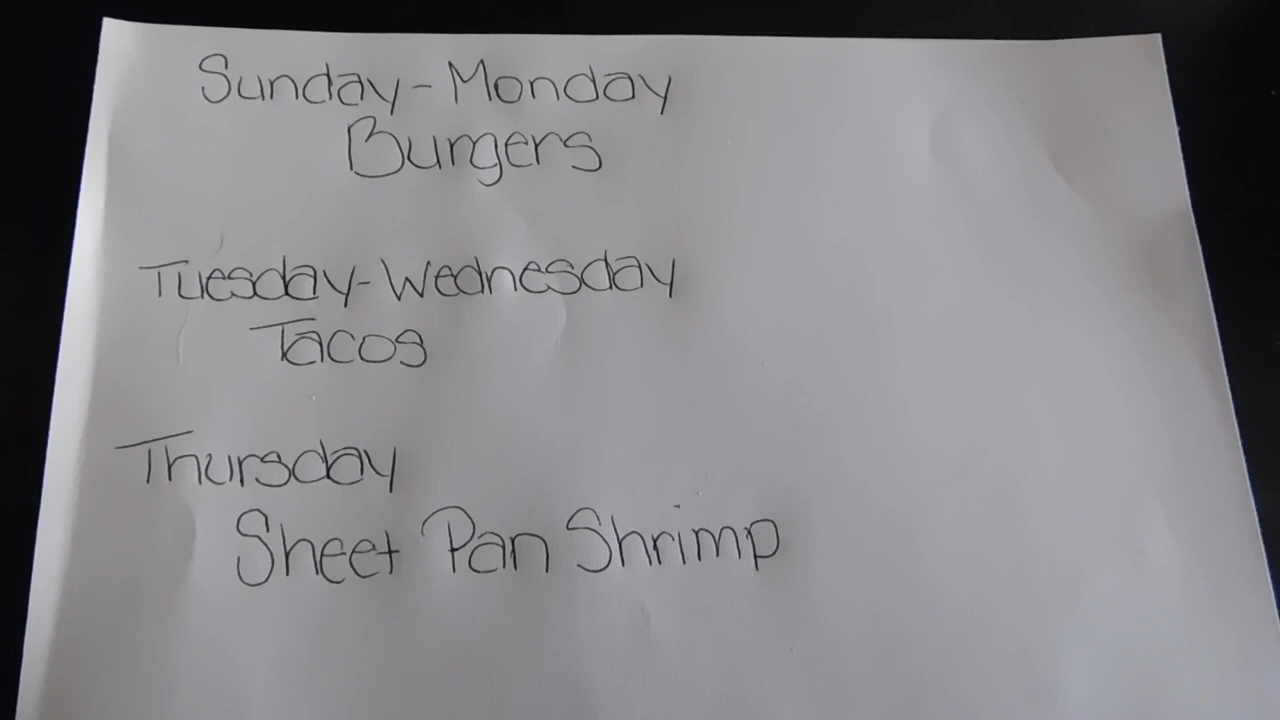 Sunday-Monday
Burgers
Tuesday-Wednesday
Tacos
Thursday
Sheet Pan Shrimp